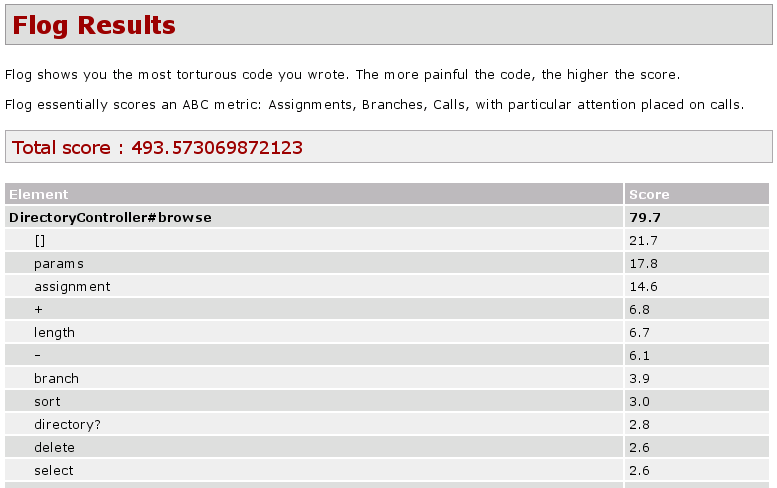 Flog Results
Flog shows you the most torturous code you wrote. The more painful the code, the higher the score.
Flog essentially scores an ABC metric: Assignments, Branches, Calls, with particular attention placed on calls.
Total score : 493.573069872123
Element Score
DirectoryController#browse 79.7
[] 21.7
params 17.8
assignment 14.6
+ 6.8
length 6.7
- 6.1
branch 3.9
sort 3.0
directory? 2.8
delete 2.6
select 2.6